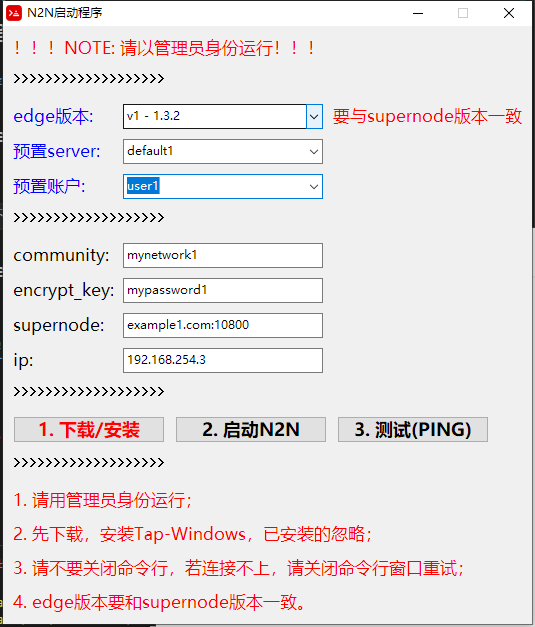 N2N启动程序
！！！NOTE: 请以管理员身份运行！！！
>>>>>>>>>>>>>>>>>>>
edge版本: v1 - 1.3.2 要与supernode版本一致
预置server: default1
预置账户: user1
>>>>>>>>>>>>>>>>>>>
community: mynetwork1
encrypt_key: mypassword1
supernode: example1.com:10800
ip: 192.168.254.3
>>>>>>>>>>>>>>>>>>>
1. 下载/安装 2. 启动N2N 3. 测试(PING)
>>>>>>>>>>>>>>>>>>>
1. 请用管理员身份运行；
2. 先下载，安装Tap-Windows，已安装的忽略；
3. 请不要关闭命令行，若连接不上，请关闭命令行窗口重试；
4. edge版本要和supernode版本一致。